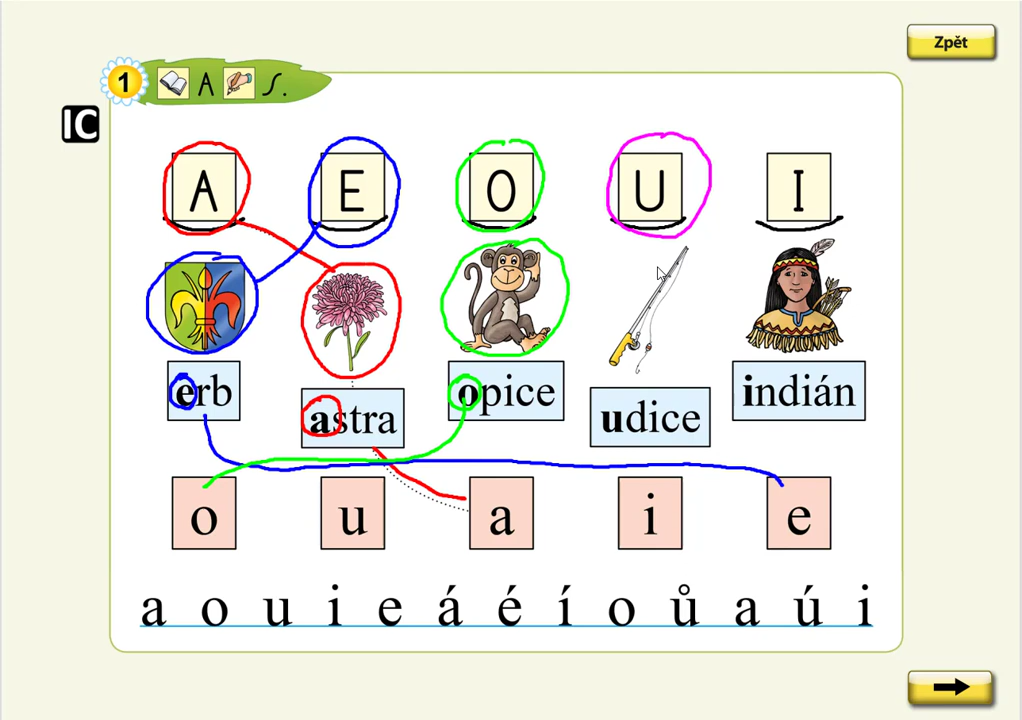 Zpět
1 A S.
IC
A E O U I
erb astra opice udice indián
o u a i e
a o u i e á é í o ů a ú i